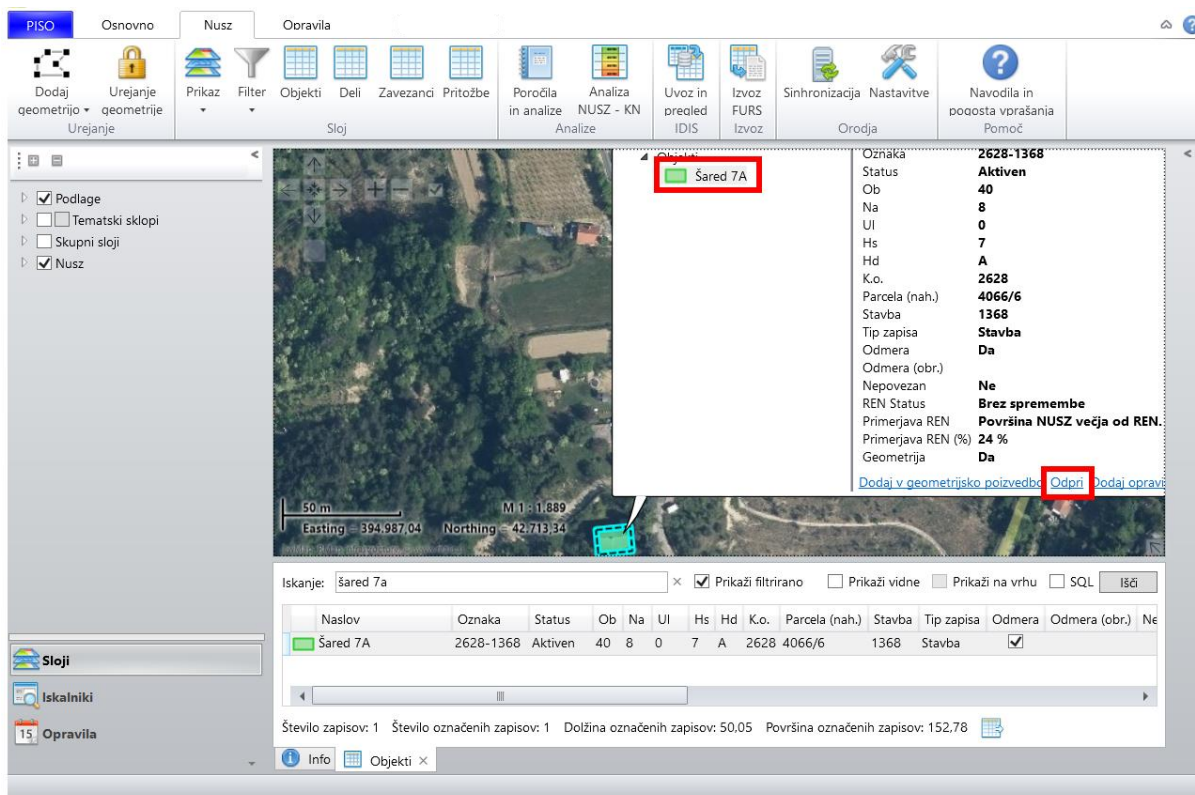 PISO Osnovno Nusz Opravila
Dodaj geometrijo
Urejanje geometrije
Prikaz
Filter
Objekti
Deli
Zavezanci
Pritožbe
Poročila in analize
Analiza NUSZ - KN
Uvoz in pregled
Izvoz FURS
Sinhronizacija
Nastavitve
Navodila in pogosta vprašanja
Urejanje Sloj Analize IDIS Izvoz Orodja Pomoč
Podlage
Tematski sklopi
Skupni sloji
Nusz
Objekti
Šared 7A
Oznaka 2628-1368
Status Aktiven
Ob 40
Na 8
Ul 0
Hs 7
Hd A
K.o. 2628
Parcela (nah.) 4066/6
Stavba 1368
Tip zapisa Stavba
Odmera Da
Odmera (obr.)
Nepovezan Ne
REN Status Brez spremembe
Primerjava REN Površina NUSZ večja od REN.
Primerjava REN (%) 24 %
Geometrija Da
Dodaj v geometrijsko poizvedbo Odpri Dodaj opravi
50 m M 1 : 1.889
Easting = 394.987,04 Northing = 42.713,34
Iskanje: šared 7a Prikaži filtrirano Prikaži vidne Prikaži na vrhu SQL Išči
Naslov Oznaka Status Ob Na Ul Hs Hd K.o. Parcela (nah.) Stavba Tip zapisa Odmera Odmera (obr.) Ne
Šared 7A 2628-1368 Aktiven 40 8 0 7 A 2628 4066/6 1368 Stavba
Število zapisov: 1 Število označenih zapisov: 1 Dolžina označenih zapisov: 50,05 Površina označenih zapisov: 152,78
Sloji
Iskalniki
15 Opravila
Info Objekti